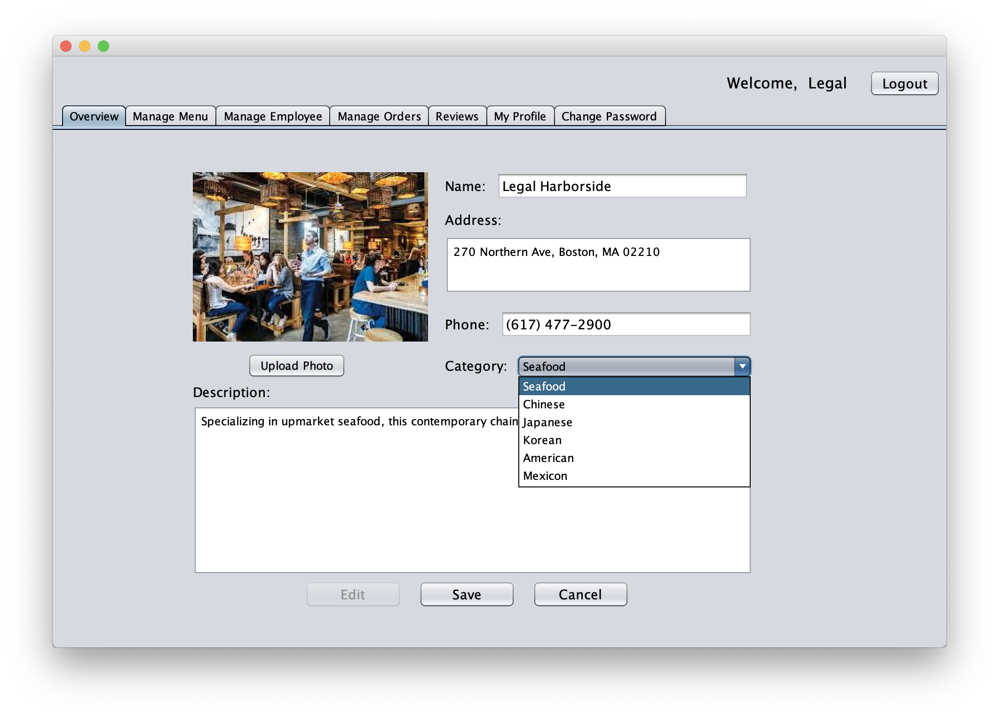 Welcome, Legal Logout
Overview Manage Menu Manage Employee Manage Orders Reviews My Profile Change Password
Name: Legal Harborside
Address:
270 Northern Ave, Boston, MA 02210
Phone: (617) 477-2900
Upload Photo
Category: Seafood
Seafood
Chinese
Japanese
Korean
American
Mexicon
Description:
Specializing in upmarket seafood, this contemporary chain
Edit Save Cancel